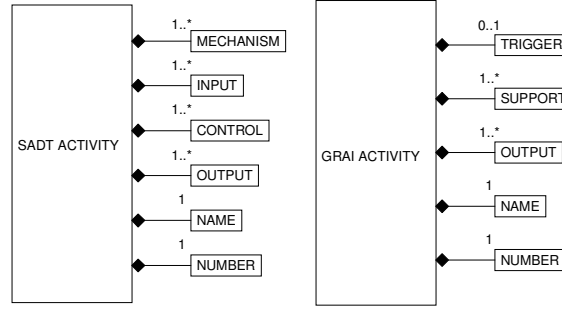 1..*
MECHANISM
1..*
INPUT
1..*
CONTROL
SADT ACTIVITY
1..*
OUTPUT
1
NAME
1
NUMBER
0..1
TRIGGER
1..*
SUPPORT
1..*
OUTPUT
GRAI ACTIVITY
1
NAME
1
NUMBER